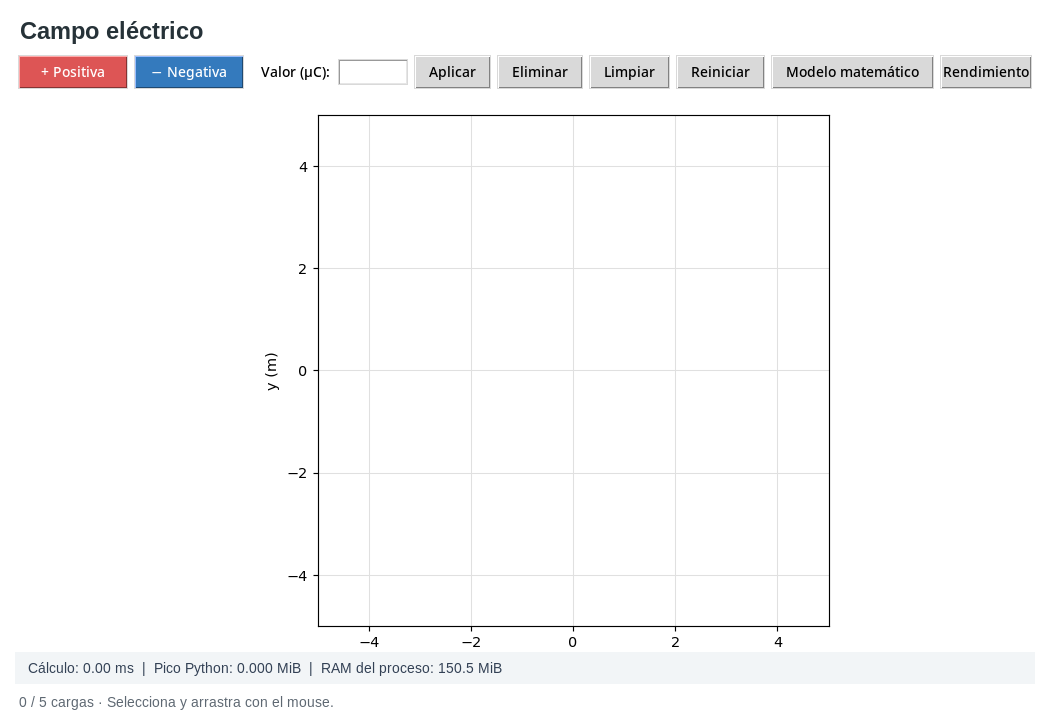 Campo eléctrico
+ Positiva − Negativa Valor (µC): Aplicar Eliminar Limpiar Reiniciar Modelo matemático Rendimiento
4
2
0
−2
−4
y (m)
−4 −2 0 2 4
Cálculo: 0.00 ms | Pico Python: 0.000 MiB | RAM del proceso: 150.5 MiB
0 / 5 cargas · Selecciona y arrastra con el mouse.